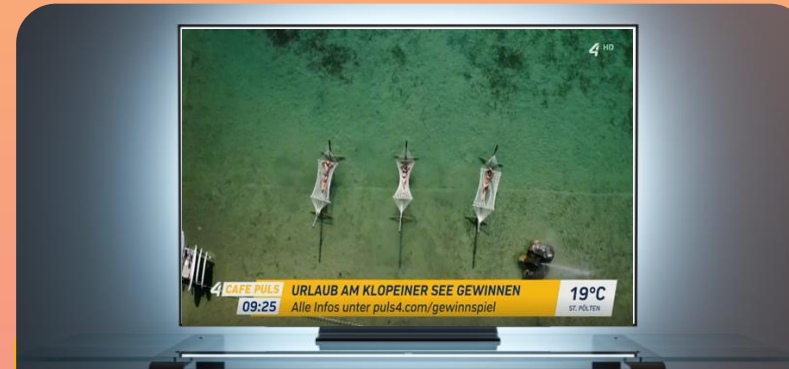 4 HD
4 CAFE PULS
URLAUB AM KLOPEINER SEE GEWINNEN
19°C
09:25
Alle Infos unter puls4.com/gewinnspiel
ST. PÖLTEN